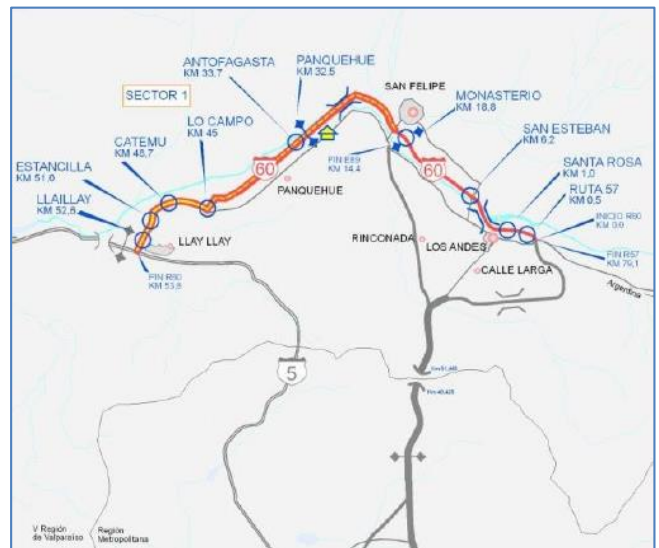 ANTOFAGASTA
KM 33,7
PANQUEHUE
KM 32,5
SAN FELIPE
MONASTERIO
KM 18,8
SECTOR 1
SAN ESTEBAN
KM 6,2
LO CAMPO
KM 45
CATEMU
KM 48,7
SANTA ROSA
KM 1,0
ESTANCILLA
KM 51,0
FIN E89
KM 14,4
60
60
RUTA 57
KM 0,5
PANQUEHUE
LLAILLAY
KM 52,8
INICIO R60
KM 0,0
LLAY LLAY
RINCONADA
LOS ANDES
FIN R57
KM 79,1
CALLE LARGA
FIN R60
Argentina
5
V Región
de Valparaíso
Región
Metropolitana